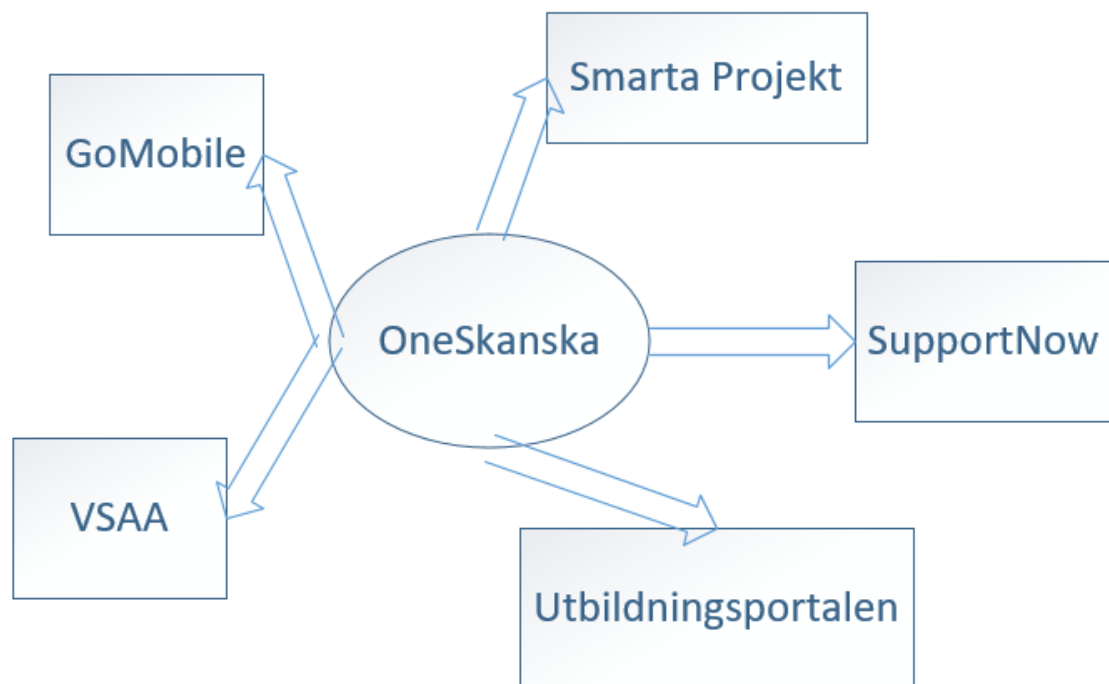 Smarta Projekt
GoMobile
OneSkanska
SupportNow
VSAA
Utbildningsportalen